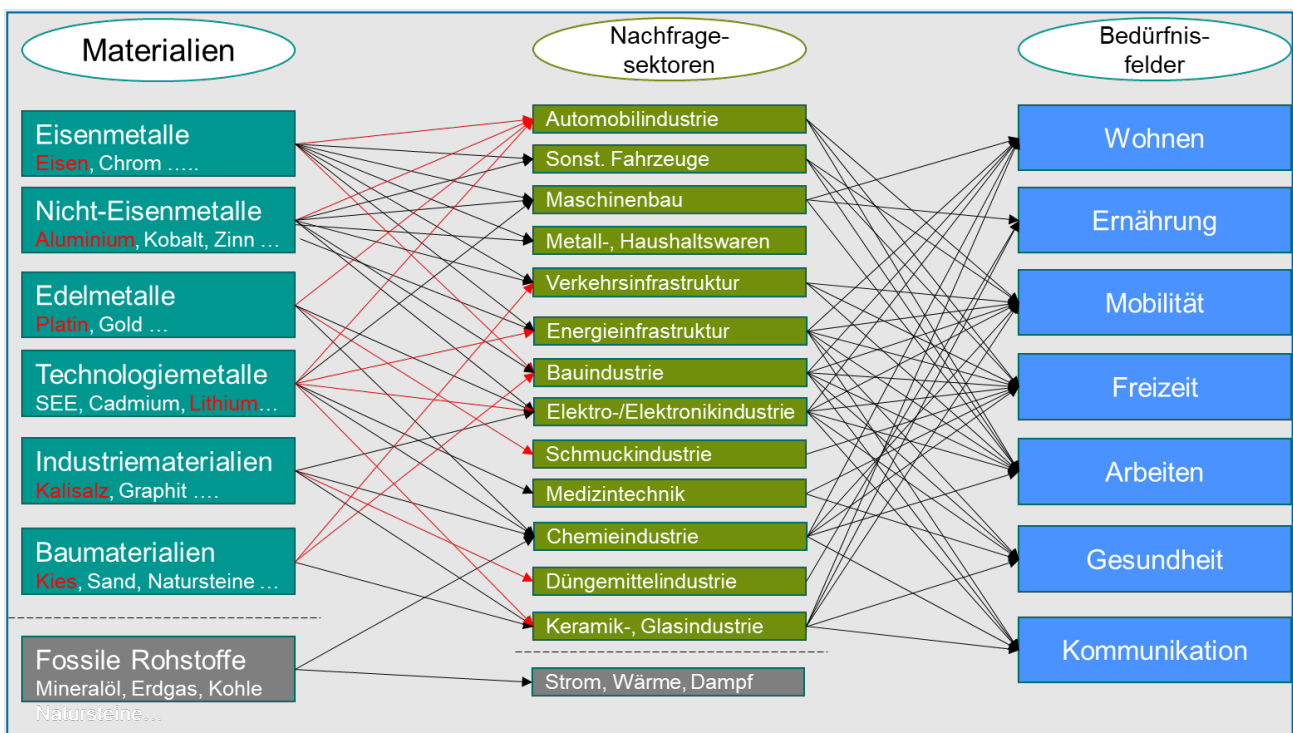 Materialien
Eisenmetalle
Eisen, Chrom …..
Nicht-Eisenmetalle
Aluminium, Kobalt, Zinn …
Edelmetalle
Platin, Gold …
Technologiemetalle
SEE, Cadmium, Lithium…
Industriematerialien
Kalisalz, Graphit ….
Baumaterialien
Kies, Sand, Natursteine …
Fossile Rohstoffe
Mineralöl, Erdgas, Kohle
Natursteine…
Nachfrage-
sektoren
Automobilindustrie
Sonst. Fahrzeuge
Maschinenbau
Metall-, Haushaltswaren
Verkehrsinfrastruktur
Energieinfrastruktur
Bauindustrie
Elektro-/Elektronikindustrie
Schmuckindustrie
Medizintechnik
Chemieindustrie
Düngemittelindustrie
Keramik-, Glasindustrie
Strom, Wärme, Dampf
Bedürfnis-
felder
Wohnen
Ernährung
Mobilität
Freizeit
Arbeiten
Gesundheit
Kommunikation